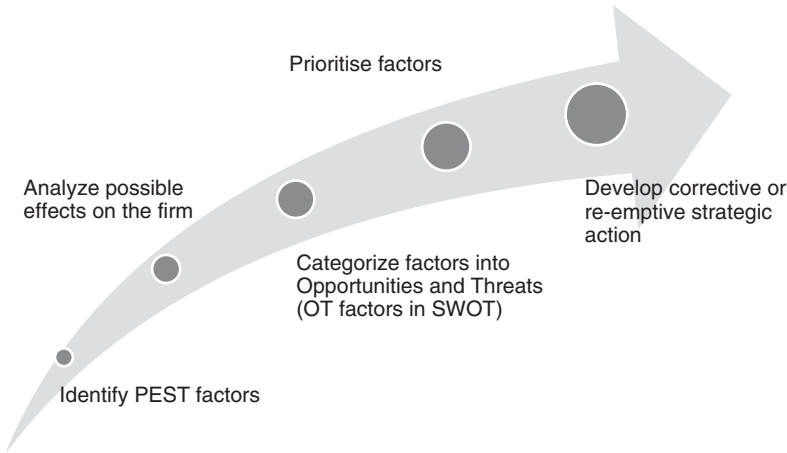 Prioritise factors
Analyze possible
effects on the firm
Develop corrective or
re-emptive strategic
action
Categorize factors into
Opportunities and Threats
(OT factors in SWOT)
Identify PEST factors